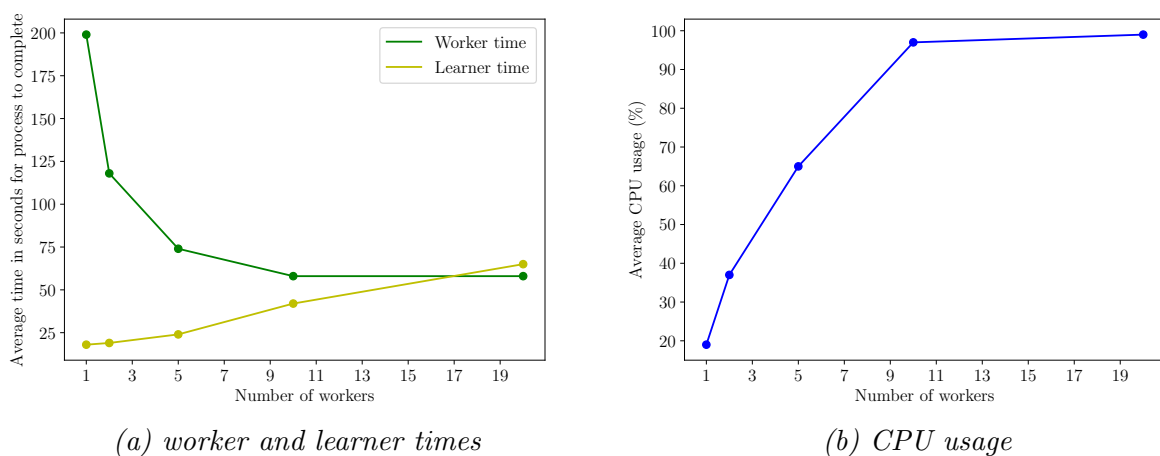 Average time in seconds for process to complete
200
175
150
125
100
75
50
25
Worker time
Learner time
1 3 5 7 9 11 13 15 17 19
Number of workers
(a) worker and learner times
Average CPU usage (%)
100
90
80
70
60
50
40
30
20
1 3 5 7 9 11 13 15 17 19
Number of workers
(b) CPU usage